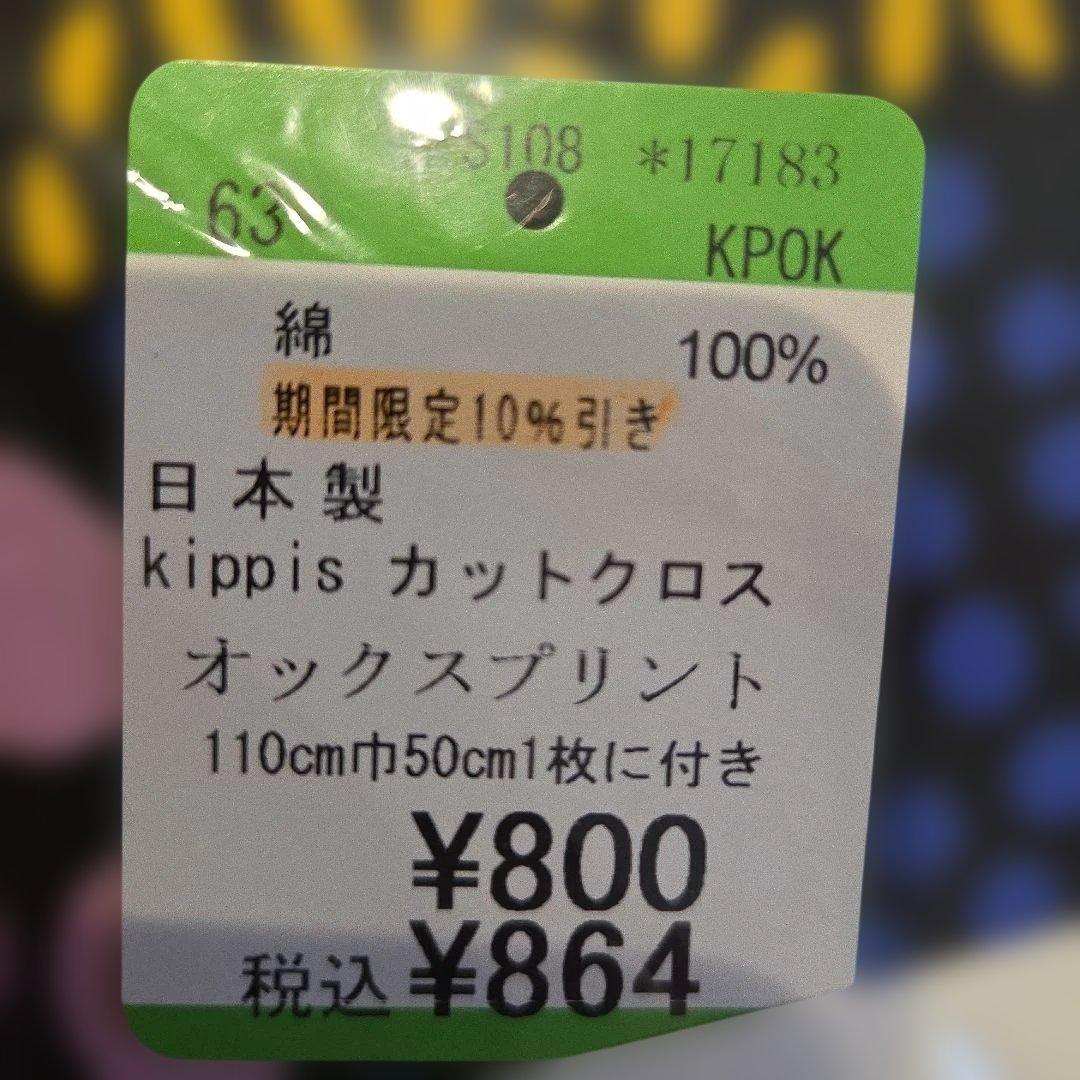 S108 *17183
63
KPOK
綿 100%
期間限定10%引き
日本製
kippis カットクロス
オックスプリント
110cm巾50cm1枚に付き
¥800
税込¥864